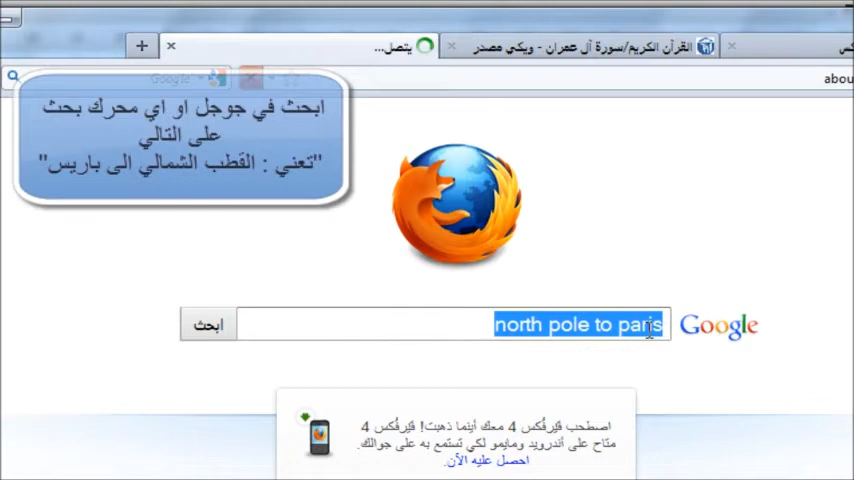 يتصل...
القرآن الكريم/سورة آل عمران - ويكي مصدر
كس
Google
abou
ابحث في جوجل او اي محرك بحث
على التالي
"تعني : القطب الشمالي الى باريس"
north pole to paris
ابحث
Google
اصطحب فَيَرفُكس 4 معك أينما ذهبت! فَيَرفُكس 4
متاح على أندرويد ومايمو لكي تستمع به على جوالك.
احصل عليه الآن.